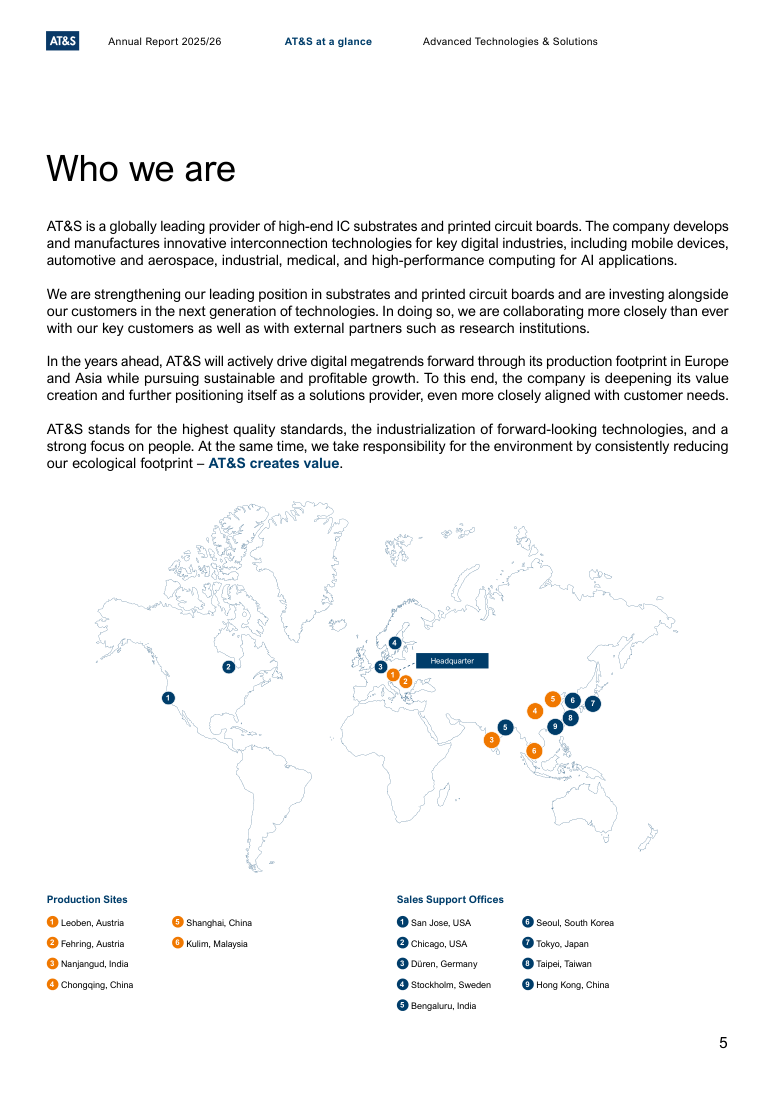 AT&S
Annual Report 2025/26
AT&S at a glance
Advanced Technologies & Solutions
Who we are
AT&S is a globally leading provider of high-end IC substrates and printed circuit boards. The company develops
and manufactures innovative interconnection technologies for key digital industries, including mobile devices,
automotive and aerospace, industrial, medical, and high-performance computing for AI applications.
We are strengthening our leading position in substrates and printed circuit boards and are investing alongside
our customers in the next generation of technologies. In doing so, we are collaborating more closely than ever
with our key customers as well as with external partners such as research institutions.
In the years ahead, AT&S will actively drive digital megatrends forward through its production footprint in Europe
and Asia while pursuing sustainable and profitable growth. To this end, the company is deepening its value
creation and further positioning itself as a solutions provider, even more closely aligned with customer needs.
AT&S stands for the highest quality standards, the industrialization of forward-looking technologies, and a
strong focus on people. At the same time, we take responsibility for the environment by consistently reducing
our ecological footprint – AT&S creates value.
4
Headquarter
3
2
1
2
1
5
6
7
4
8
5
9
3
6
Production Sites
1 Leoben, Austria
2 Fehring, Austria
3 Nanjangud, India
4 Chongqing, China
5 Shanghai, China
6 Kulim, Malaysia
Sales Support Offices
1 San Jose, USA
2 Chicago, USA
3 Düren, Germany
4 Stockholm, Sweden
5 Bengaluru, India
6 Seoul, South Korea
7 Tokyo, Japan
8 Taipei, Taiwan
9 Hong Kong, China
5